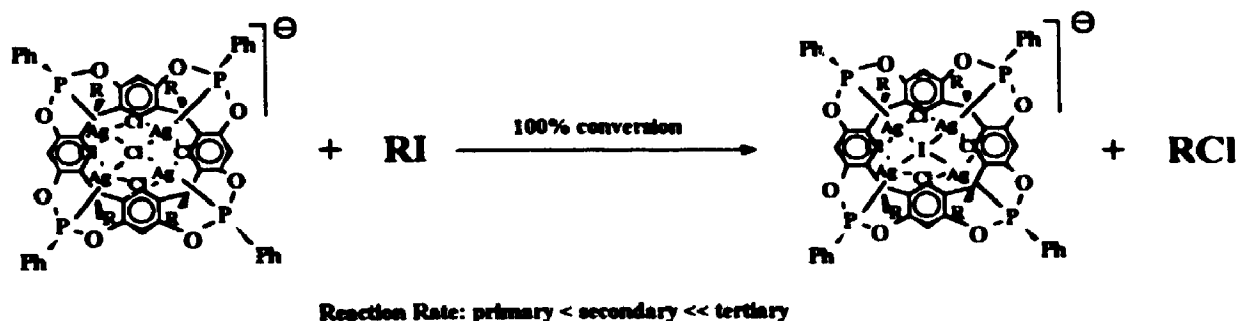 Ph
Ph
⊖
P
O
O
P
R
R
O
O
Cl
Ag
Ag
Cl
Ag
Ag
Cl
O
O
R
R
P
O
O
P
Ph
Ph
+ RI
100% conversion
Ph
Ph
⊖
P
O
O
P
R
R
O
O
Cl
Ag
Ag
I
Ag
Ag
Cl
O
O
R
R
P
O
O
P
Ph
Ph
+ RCl
Reaction Rate: primary < secondary << tertiary